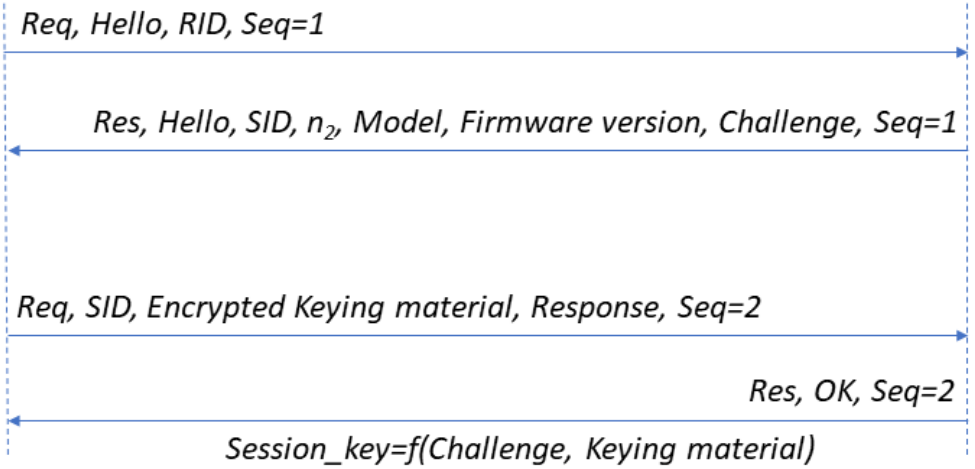 Req, Hello, RID, Seq=1
Res, Hello, SID, n₂, Model, Firmware version, Challenge, Seq=1
Req, SID, Encrypted Keying material, Response, Seq=2
Res, OK, Seq=2
Session_key=f(Challenge, Keying material)